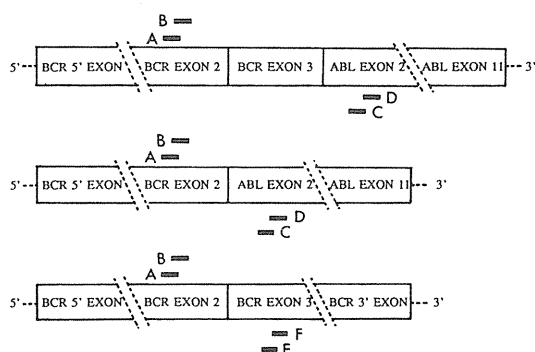 B
A
5' BCR 5' EXON BCR EXON 2 BCR EXON 3 ABL EXON 2 ABL EXON 11 3'
D
C
B
A
5' BCR 5' EXON BCR EXON 2 ABL EXON 2 ABL EXON 11 3'
D
C
B
A
5' BCR 5' EXON BCR EXON 2 BCR EXON 3 BCR 3' EXON 3'
F
E